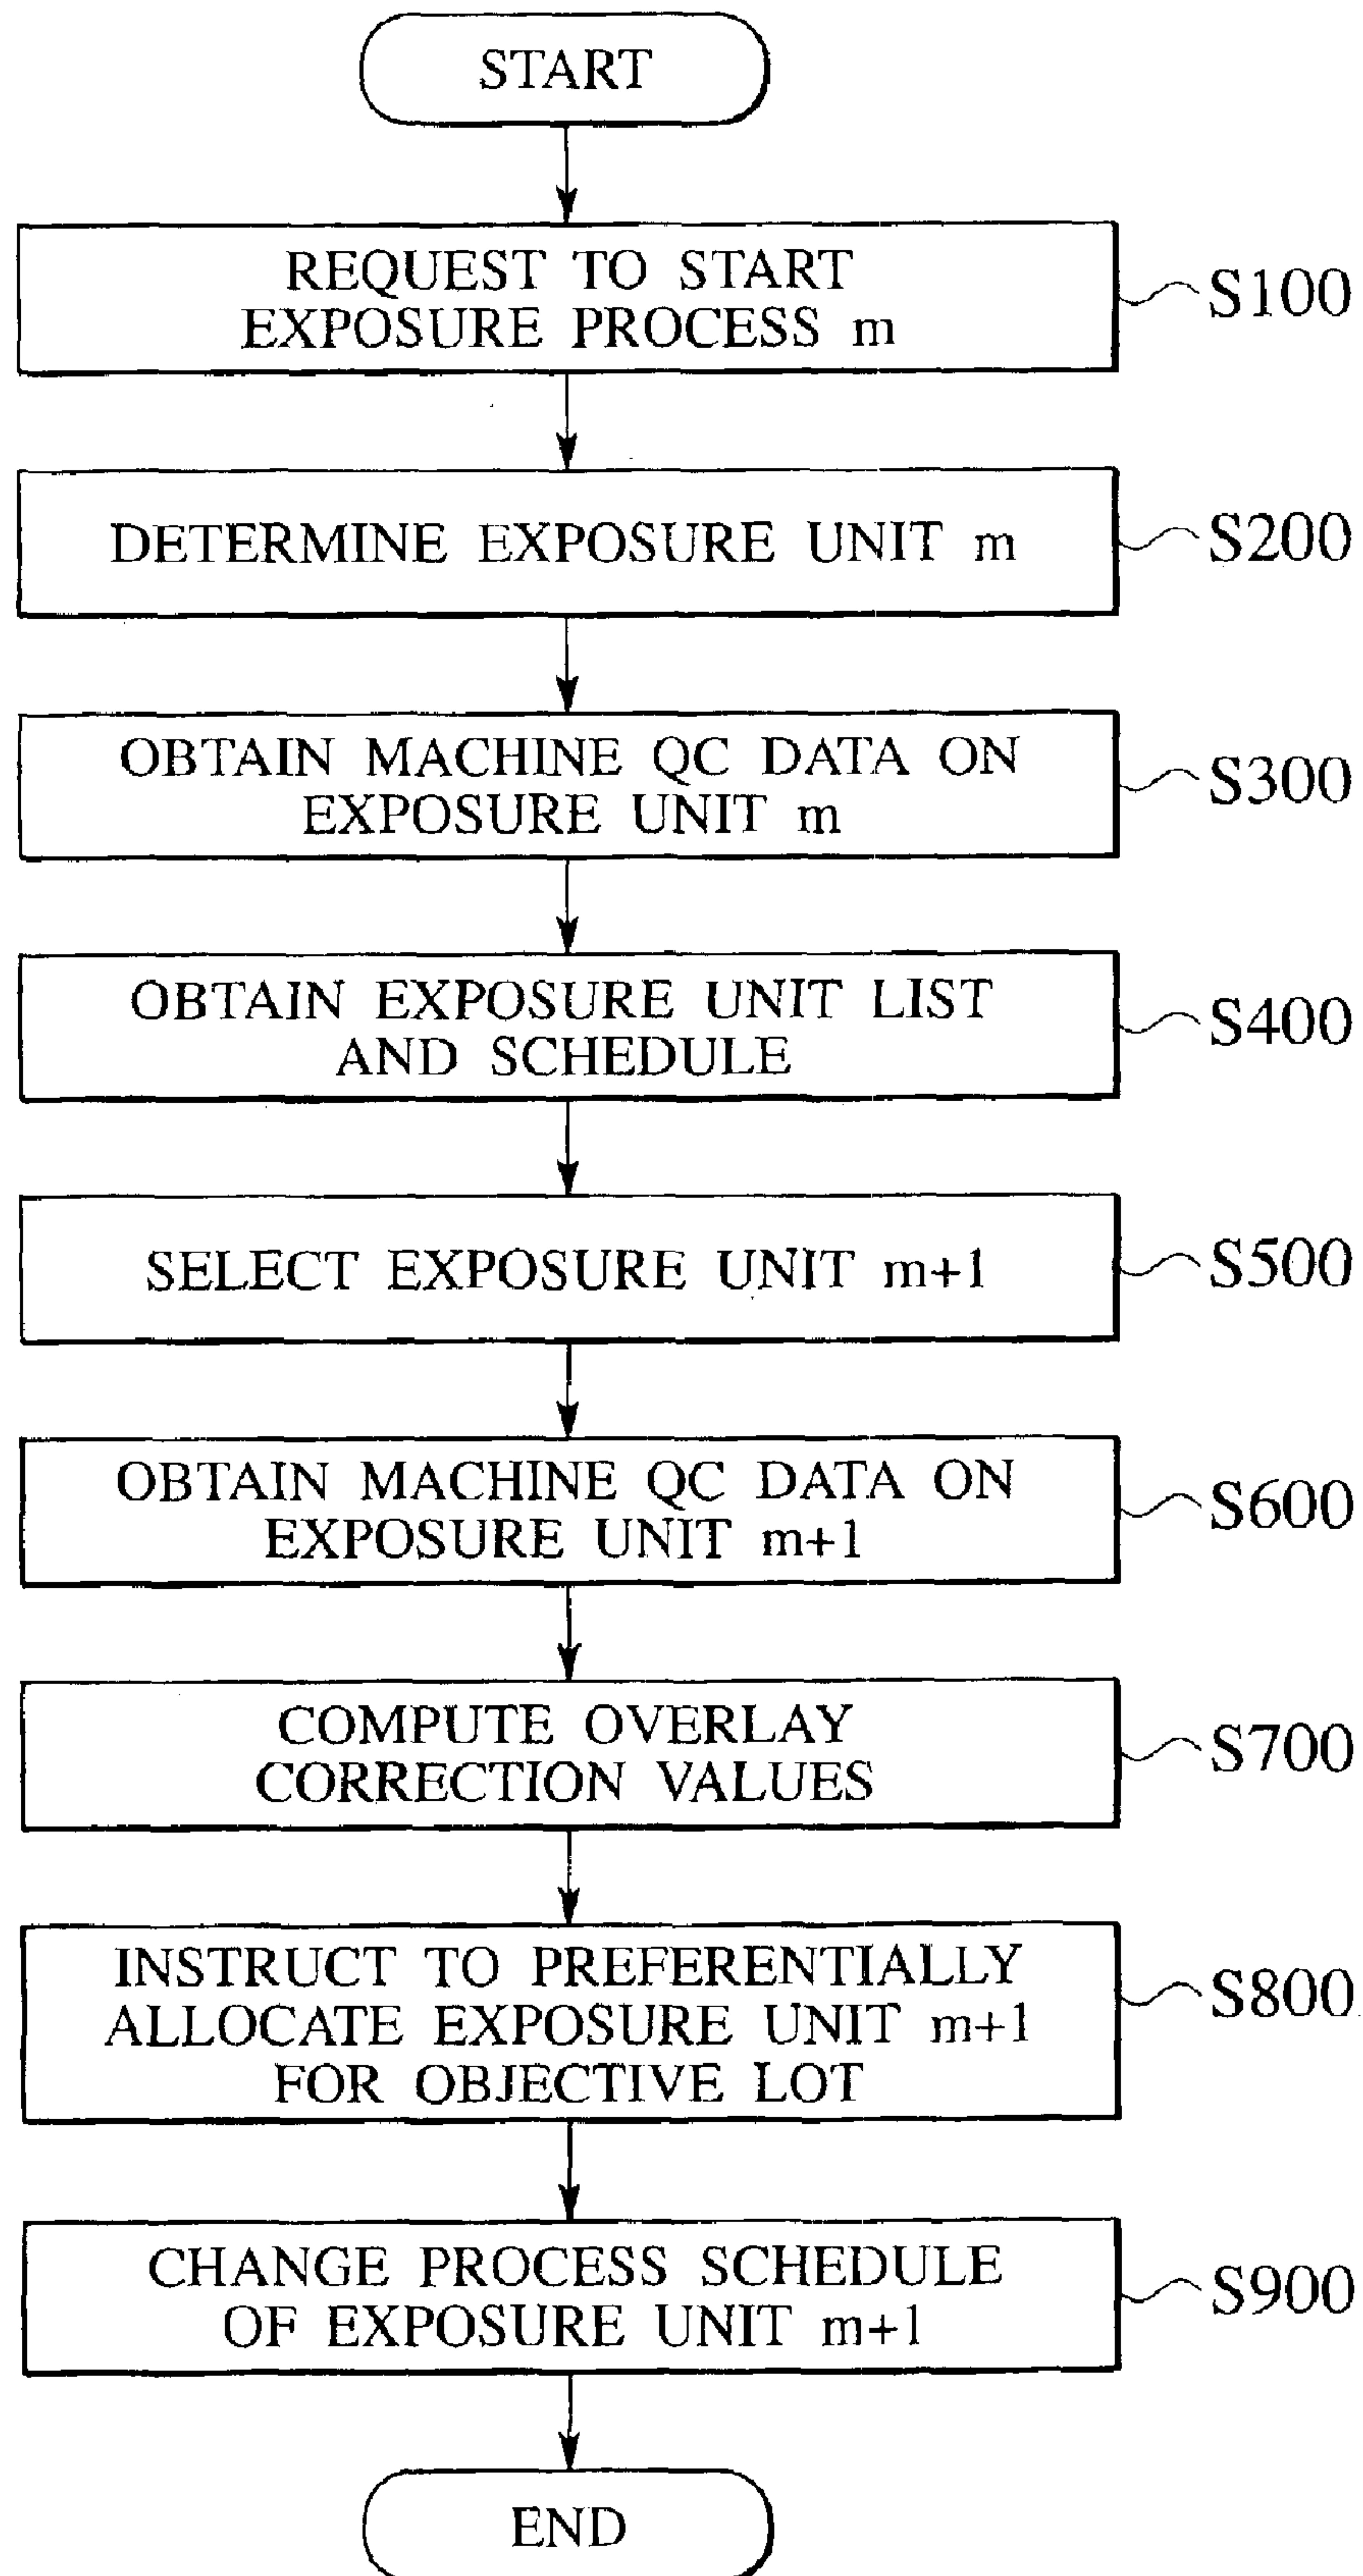 START
REQUEST TO START
EXPOSURE PROCESS m
S100
DETERMINE EXPOSURE UNIT m
S200
OBTAIN MACHINE QC DATA ON
EXPOSURE UNIT m
S300
OBTAIN EXPOSURE UNIT LIST
AND SCHEDULE
S400
SELECT EXPOSURE UNIT m+1
S500
OBTAIN MACHINE QC DATA ON
EXPOSURE UNIT m+1
S600
COMPUTE OVERLAY
CORRECTION VALUES
S700
INSTRUCT TO PREFERENTIALLY
ALLOCATE EXPOSURE UNIT m+1
FOR OBJECTIVE LOT
S800
CHANGE PROCESS SCHEDULE
OF EXPOSURE UNIT m+1
S900
END